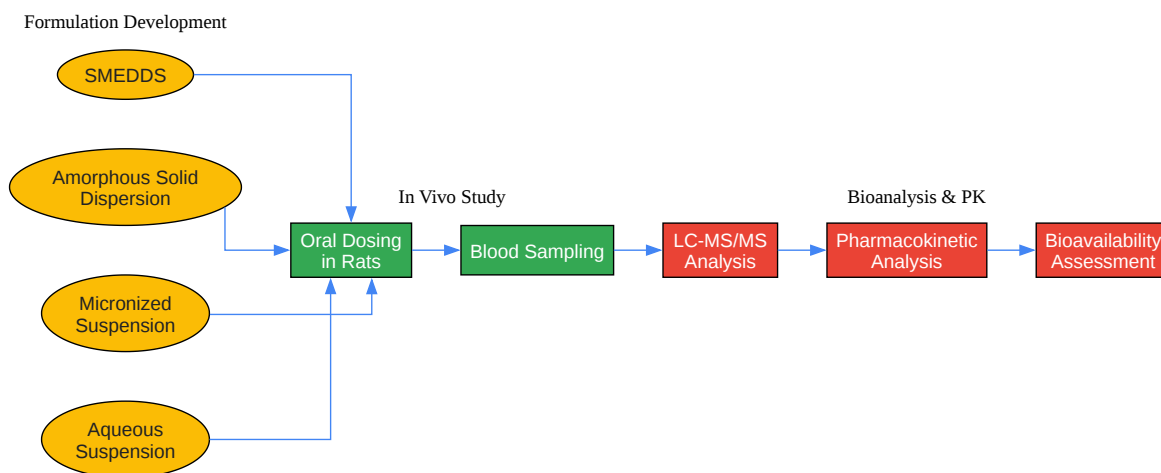 Formulation Development
SMEDDS
Amorphous Solid
Dispersion
Micronized
Suspension
Aqueous
Suspension
In Vivo Study
Oral Dosing
in Rats
Blood Sampling
Bioanalysis & PK
LC-MS/MS
Analysis
Pharmacokinetic
Analysis
Bioavailability
Assessment